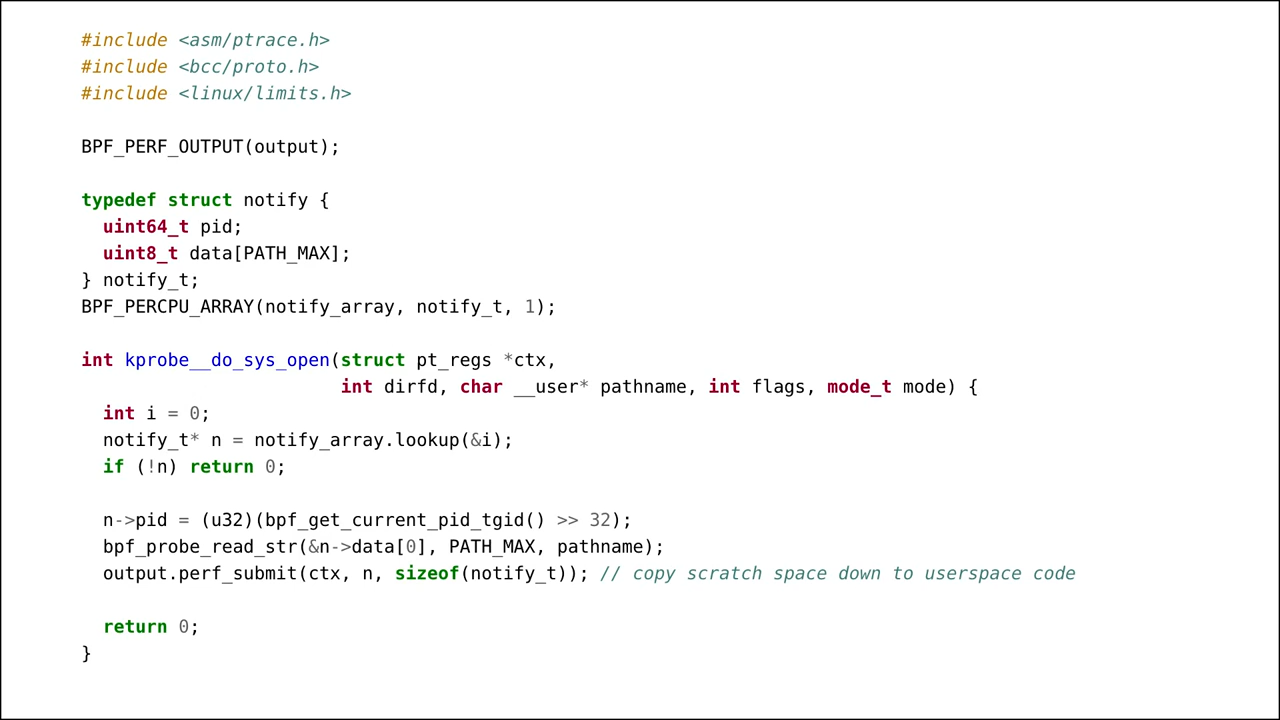 #include <asm/ptrace.h>
#include <bcc/proto.h>
#include <linux/limits.h>

BPF_PERF_OUTPUT(output);

typedef struct notify {
  uint64_t pid;
  uint8_t data[PATH_MAX];
} notify_t;
BPF_PERCPU_ARRAY(notify_array, notify_t, 1);

int kprobe__do_sys_open(struct pt_regs *ctx,
                        int dirfd, char __user* pathname, int flags, mode_t mode) {
  int i = 0;
  notify_t* n = notify_array.lookup(&i);
  if (!n) return 0;

  n->pid = (u32)(bpf_get_current_pid_tgid() >> 32);
  bpf_probe_read_str(&n->data[0], PATH_MAX, pathname);
  output.perf_submit(ctx, n, sizeof(notify_t)); // copy scratch space down to userspace code

  return 0;
}